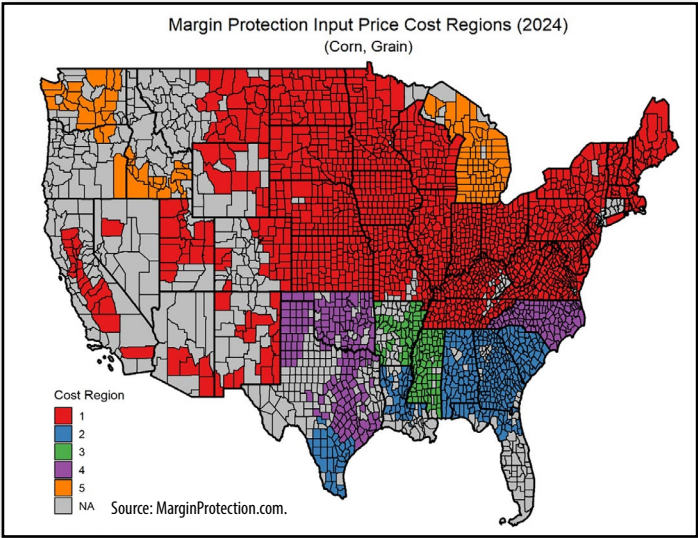 Margin Protection Input Price Cost Regions (2024)
(Corn, Grain)
Cost Region
1
2
3
4
5
NA
Source: MarginProtection.com.